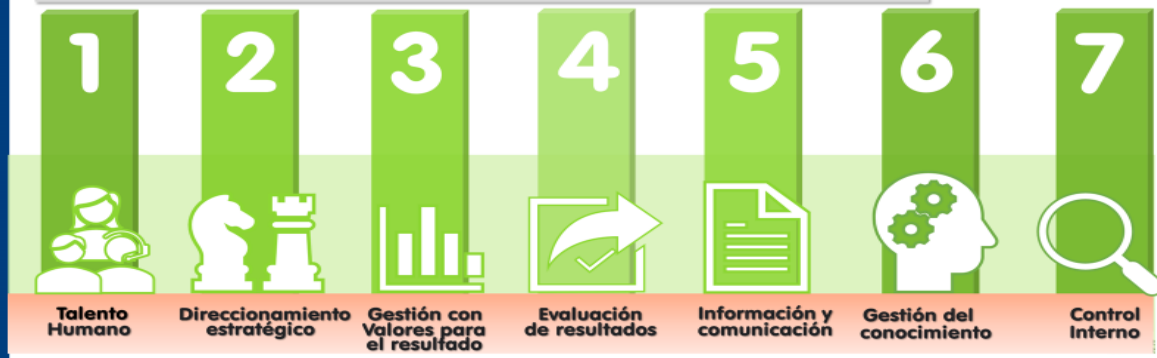 1
2
3
4
5
6
7
Talento
Humano
Direccionamiento
estratégico
Gestión con
Valores para
el resultado
Evaluación
de resultados
Información y
comunicación
Gestión del
conocimiento
Control
Interno